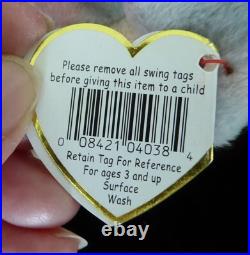 Please remove all swing tags
before giving this item to a child
0 08421 04038 4
Retain Tag For Reference
For ages 3 and up
Surface
Wash